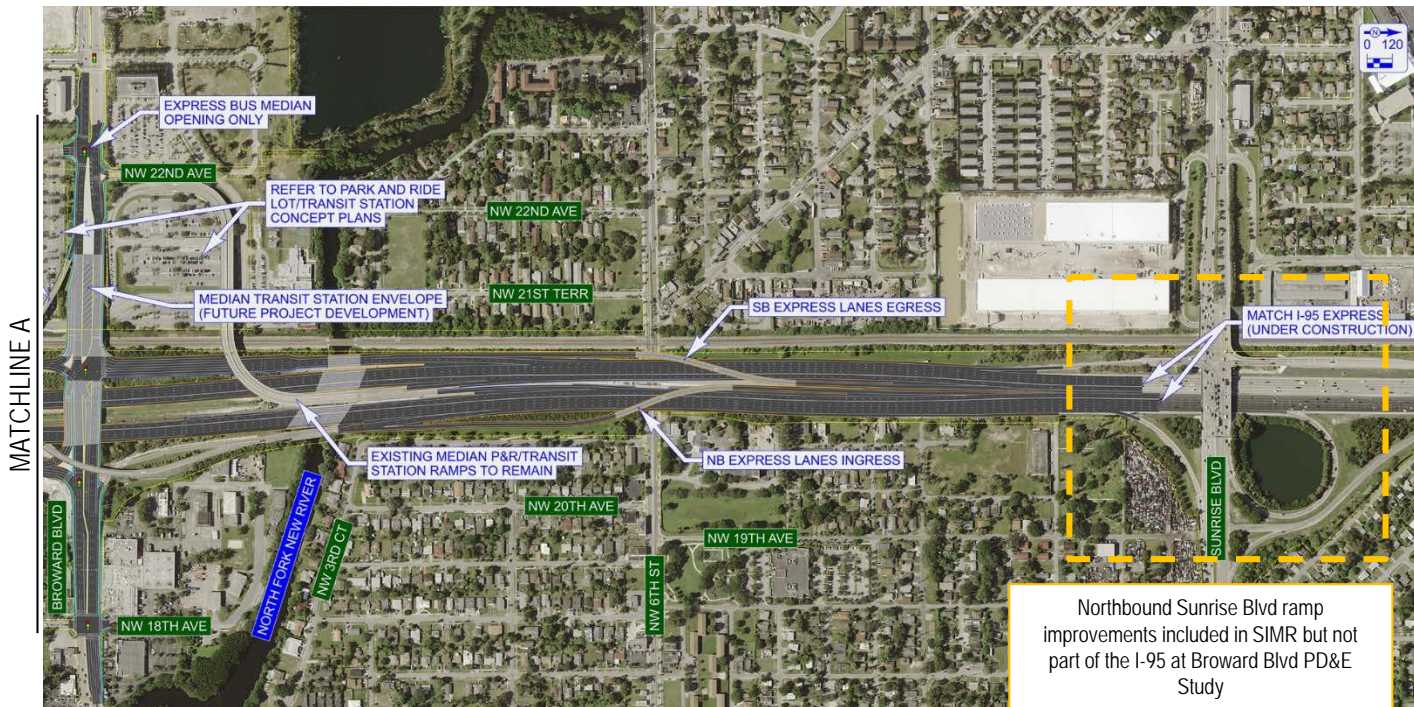 N
0 120
EXPRESS BUS MEDIAN
OPENING ONLY
NW 22ND AVE
REFER TO PARK AND RIDE
LOT/TRANSIT STATION
CONCEPT PLANS
NW 22ND AVE
MEDIAN TRANSIT STATION ENVELOPE
(FUTURE PROJECT DEVELOPMENT)
NW 21ST TERR
SB EXPRESS LANES EGRESS
MATCH I-95 EXPRESS
(UNDER CONSTRUCTION)
MATCHLINE A
EXISTING MEDIAN P&R/TRANSIT
STATION RAMPS TO REMAIN
NB EXPRESS LANES INGRESS
BROWARD BLVD
NORTH FORK NEW RIVER
NW 3RD CT
NW 20TH AVE
NW 19TH AVE
NW 6TH ST
SUNRISE BLVD
NW 18TH AVE
Northbound Sunrise Blvd ramp
improvements included in SIMR but not
part of the I-95 at Broward Blvd PD&E
Study